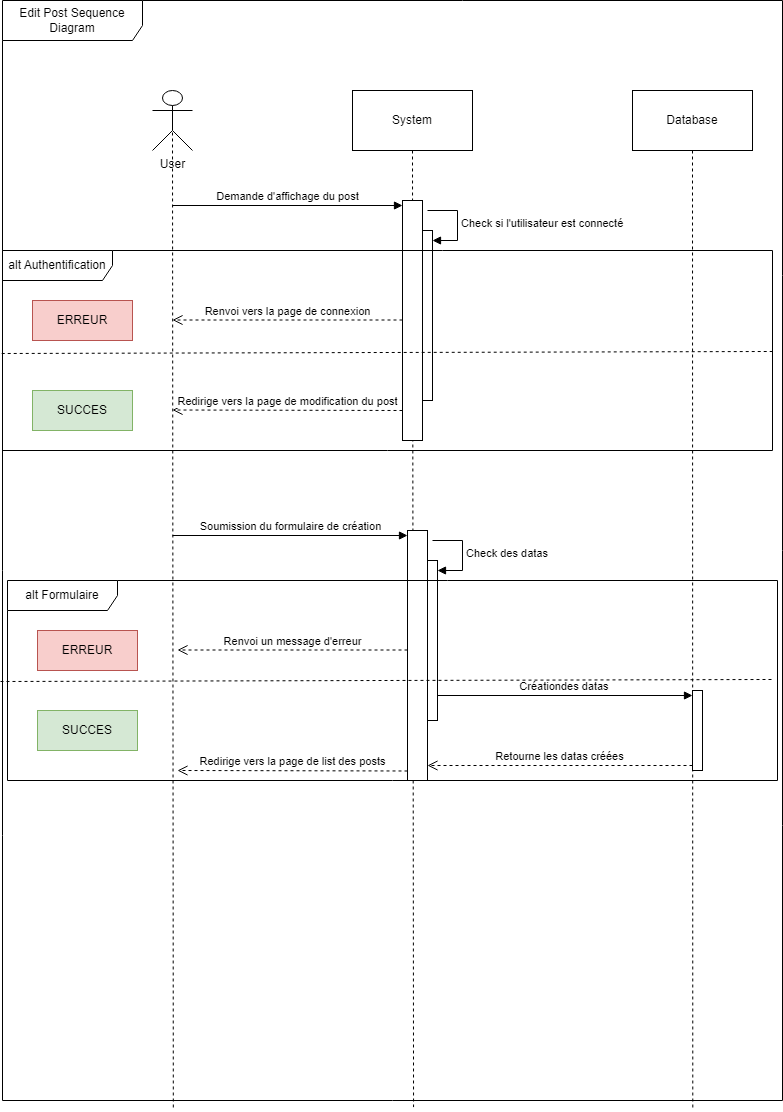 Edit Post Sequence
Diagram
User
System
Database
Demande d'affichage du post
Check si l'utilisateur est connecté
alt Authentification
ERREUR
Renvoi vers la page de connexion
SUCCES
Redirige vers la page de modification du post
Soumission du formulaire de création
Check des datas
alt Formulaire
ERREUR
Renvoi un message d'erreur
Créationdes datas
SUCCES
Retourne les datas créées
Redirige vers la page de list des posts